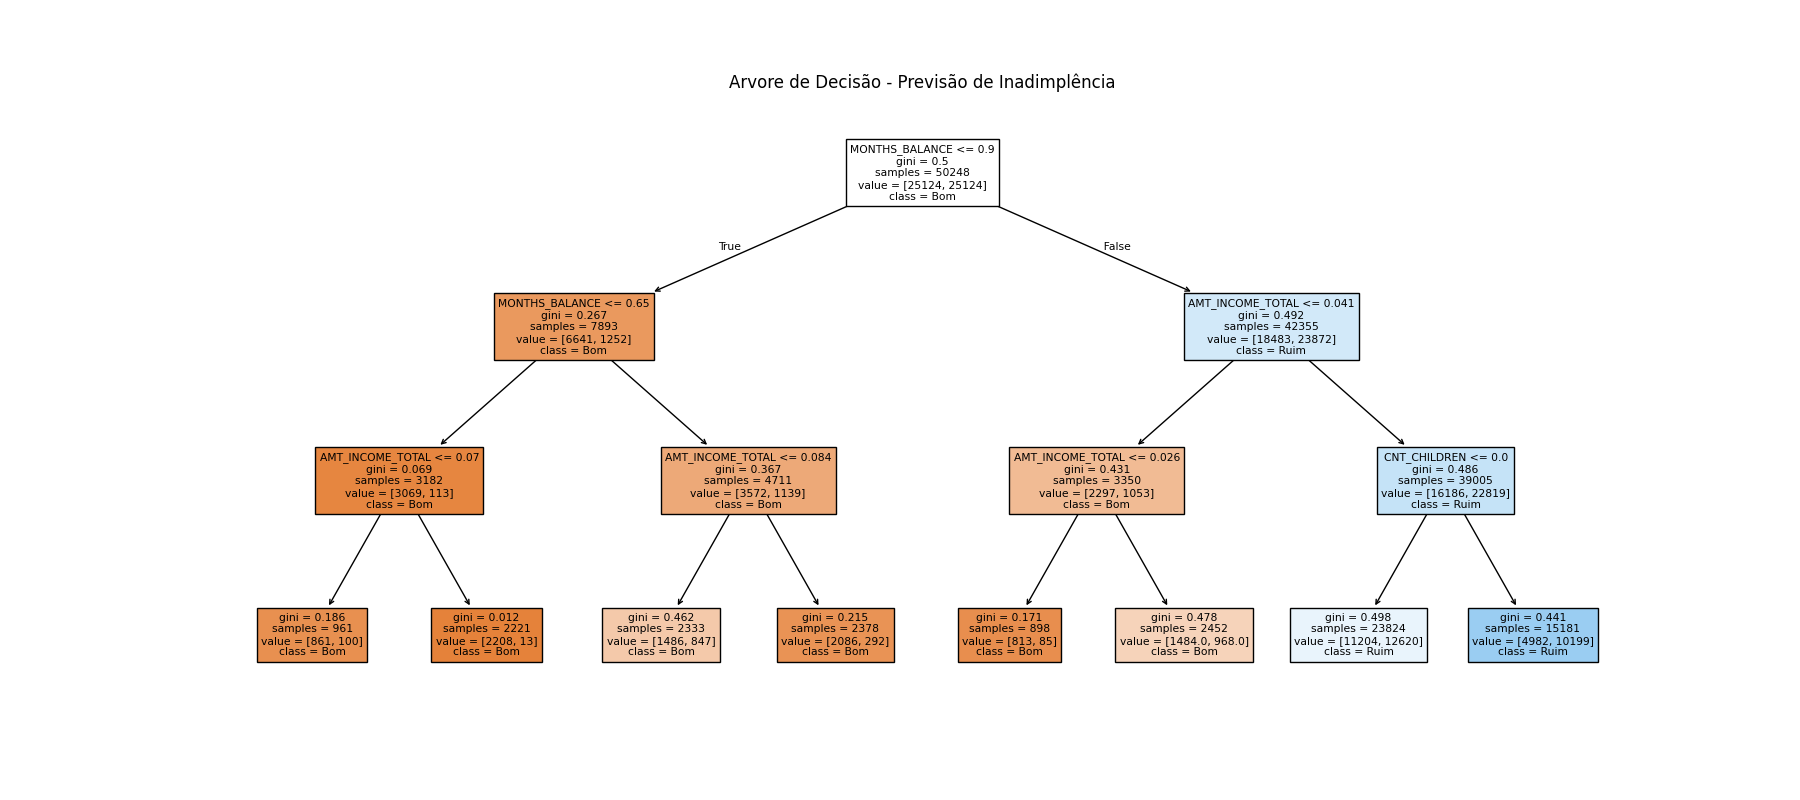 Arvore de Decisão - Previsão de Inadimplência
MONTHS_BALANCE <= 0.9
gini = 0.5
samples = 50248
value = [25124, 25124]
class = Bom
True
False
MONTHS_BALANCE <= 0.65
gini = 0.267
samples = 7893
value = [6641, 1252]
class = Bom
AMT_INCOME_TOTAL <= 0.041
gini = 0.492
samples = 42355
value = [18483, 23872]
class = Ruim
AMT_INCOME_TOTAL <= 0.07
gini = 0.069
samples = 3182
value = [3069, 113]
class = Bom
AMT_INCOME_TOTAL <= 0.084
gini = 0.367
samples = 4711
value = [3572, 1139]
class = Bom
AMT_INCOME_TOTAL <= 0.026
gini = 0.431
samples = 3350
value = [2297, 1053]
class = Bom
CNT_CHILDREN <= 0.0
gini = 0.486
samples = 39005
value = [16186, 22819]
class = Ruim
gini = 0.186
samples = 961
value = [861, 100]
class = Bom
gini = 0.012
samples = 2221
value = [2208, 13]
class = Bom
gini = 0.462
samples = 2333
value = [1486, 847]
class = Bom
gini = 0.215
samples = 2378
value = [2086, 292]
class = Bom
gini = 0.171
samples = 898
value = [813, 85]
class = Bom
gini = 0.478
samples = 2452
value = [1484.0, 968.0]
class = Bom
gini = 0.498
samples = 23824
value = [11204, 12620]
class = Ruim
gini = 0.441
samples = 15181
value = [4982, 10199]
class = Ruim